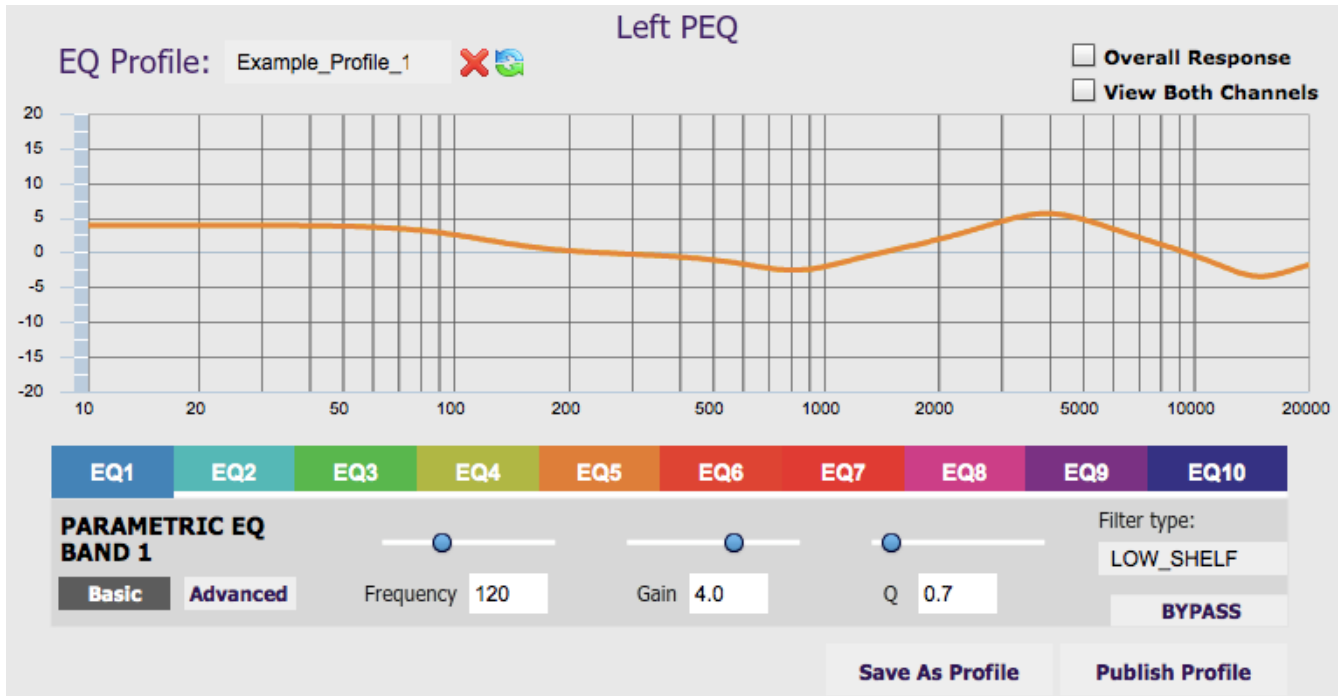 Left PEQ
EQ Profile: Example_Profile_1
Overall Response
View Both Channels
20
15
10
5
0
-5
-10
-15
-20
10 20 50 100 200 500 1000 2000 5000 10000 20000
EQ1 EQ2 EQ3 EQ4 EQ5 EQ6 EQ7 EQ8 EQ9 EQ10
PARAMETRIC EQ
BAND 1
Filter type:
LOW_SHELF
Basic Advanced Frequency 120 Gain 4.0 Q 0.7
BYPASS
Save As Profile Publish Profile